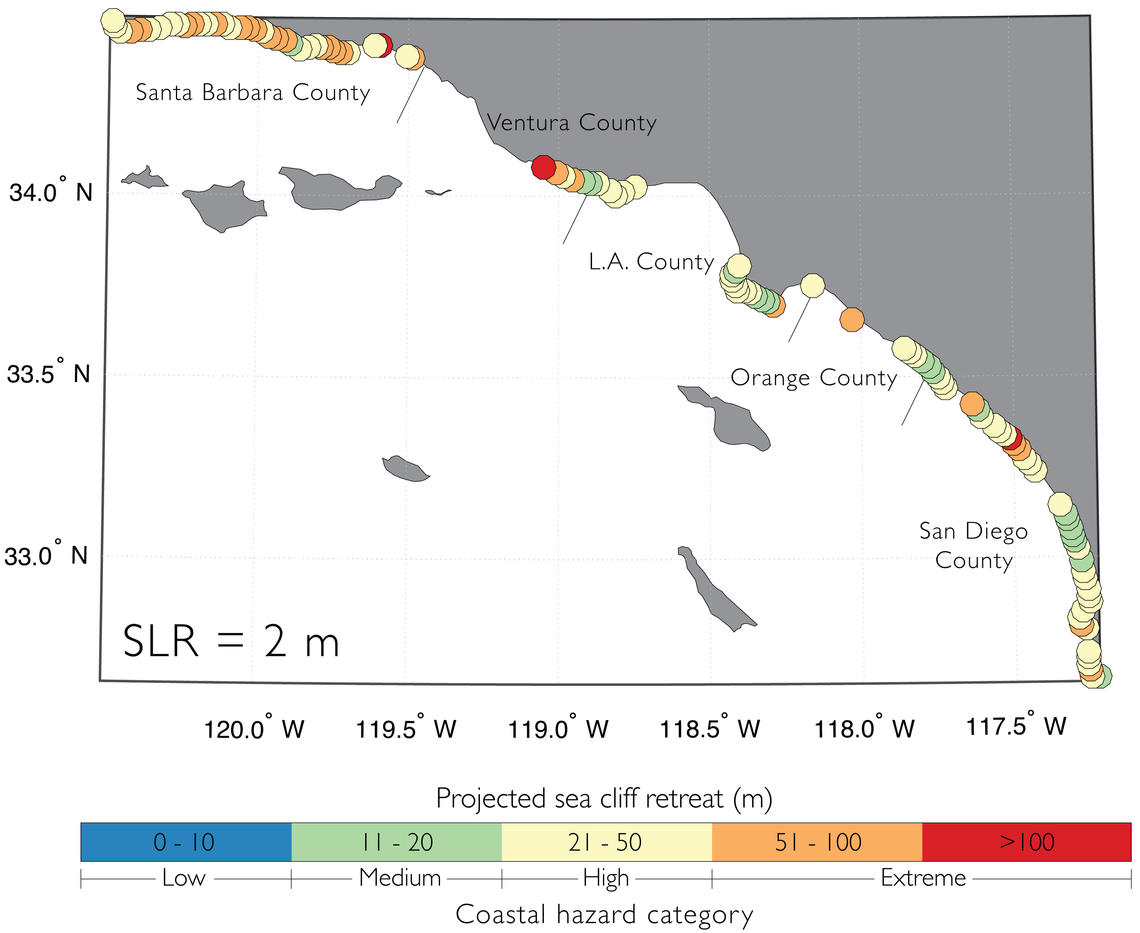 Santa Barbara County
Ventura County
34.0° N
L.A. County
33.5° N
Orange County
San Diego
County
33.0° N
SLR = 2 m
120.0° W 119.5° W 119.0° W 118.5° W 118.0° W 117.5° W
Projected sea cliff retreat (m)
0 - 10 11 - 20 21 - 50 51 - 100 >100
Low Medium High Extreme
Coastal hazard category